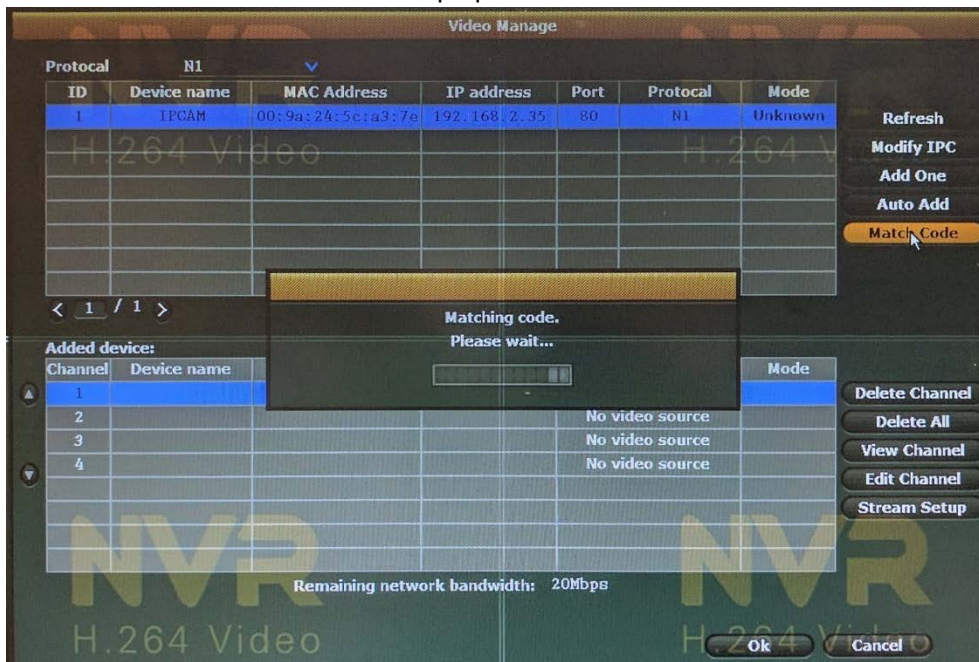 NVR NVR
Video Manage
Protocal N1
ID Device name MAC Address IP address Port Protocal Mode
1 IPCAM 00:9a:24:5c:a3:7e 192.168.2.35 80 N1 Unknown
H.264 Video H.264 V
Refresh
Modify IPC
Add One
Auto Add
Match Code
< 1 / 1 >
Matching code.
Please wait...
Added device:
Channel Device name Mode
1
2 No video source
3 No video source
4 No video source
Delete Channel
Delete All
View Channel
Edit Channel
Stream Setup
NVR NVR
Remaining network bandwidth: 20Mbps
H.264 Video H.264 Video
Ok Cancel